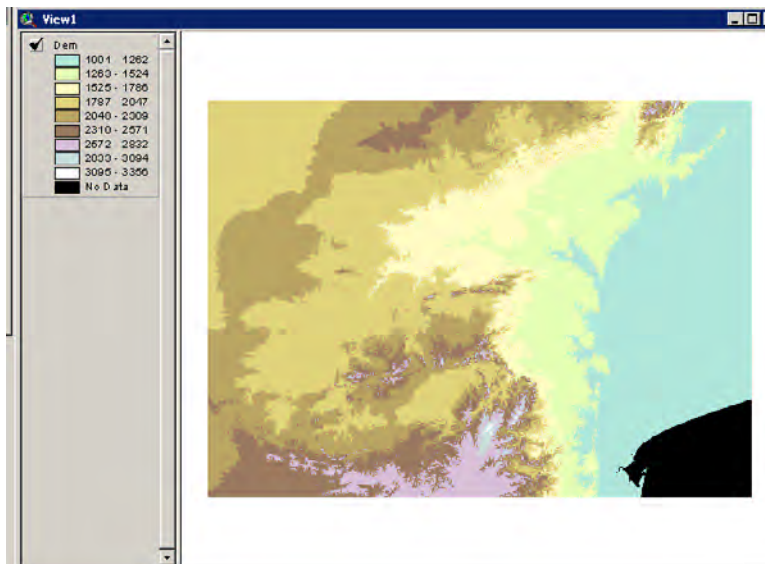 View1
Dem
1001 - 1262
1263 - 1524
1525 - 1786
1787 - 2047
2048 - 2309
2310 - 2571
2572 - 2832
2833 - 3094
3095 - 3356
No Data